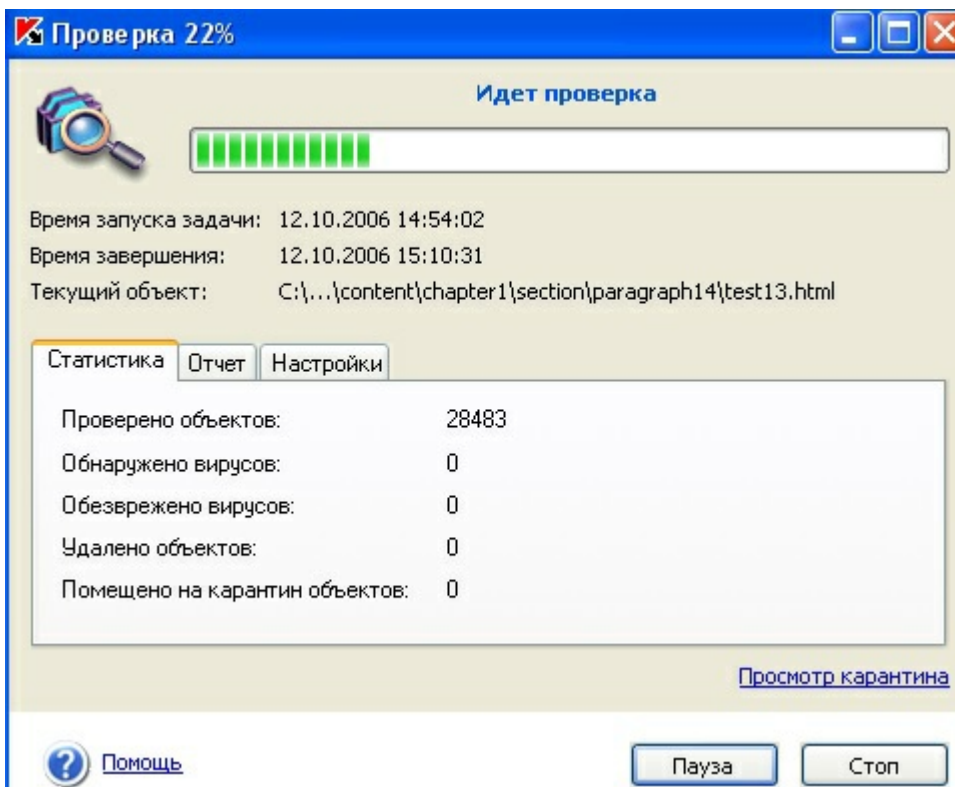 Проверка 22%
Идет проверка
Время запуска задачи: 12.10.2006 14:54:02
Время завершения: 12.10.2006 15:10:31
Текущий объект: C:\...\content\chapter1\section\paragraph14\test13.html
Статистика Отчет Настройки
Проверено объектов: 28483
Обнаружено вирусов: 0
Обезврежено вирусов: 0
Удалено объектов: 0
Помещено на карантин объектов: 0
Просмотр карантина
Помощь Пауза Стоп